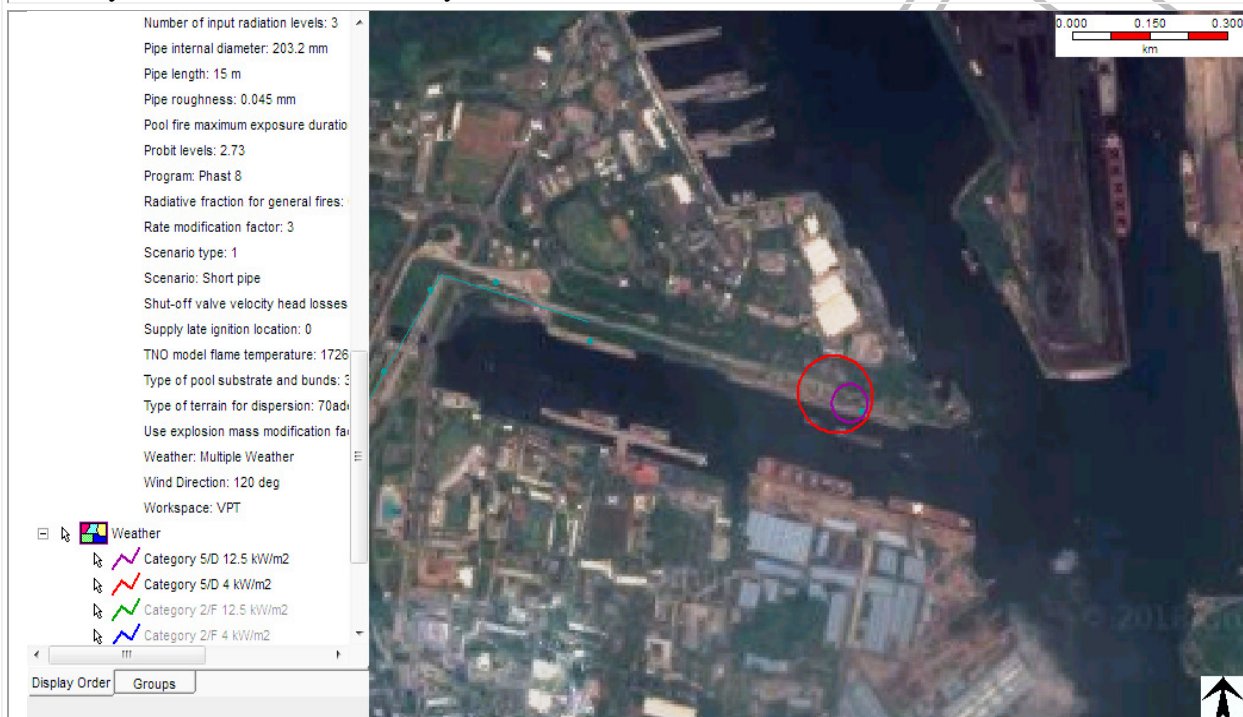 Number of input radiation levels: 3
Pipe internal diameter: 203.2 mm
Pipe length: 15 m
Pipe roughness: 0.045 mm
Pool fire maximum exposure duratio
Probit levels: 2.73
Program: Phast 8
Radiative fraction for general fires:
Rate modification factor: 3
Scenario type: 1
Scenario: Short pipe
Shut-off valve velocity head losses
Supply late ignition location: 0
TNO model flame temperature: 1726
Type of pool substrate and bunds: 3
Type of terrain for dispersion: 70ad
Use explosion mass modification fa
Weather: Multiple Weather
Wind Direction: 120 deg
Workspace: VPT
Weather
Category 5/D 12.5 kW/m2
Category 5/D 4 kW/m2
Category 2/F 12.5 kW/m2
Category 2/F 4 kW/m2
Display Order Groups
0.000 0.150 0.300
km